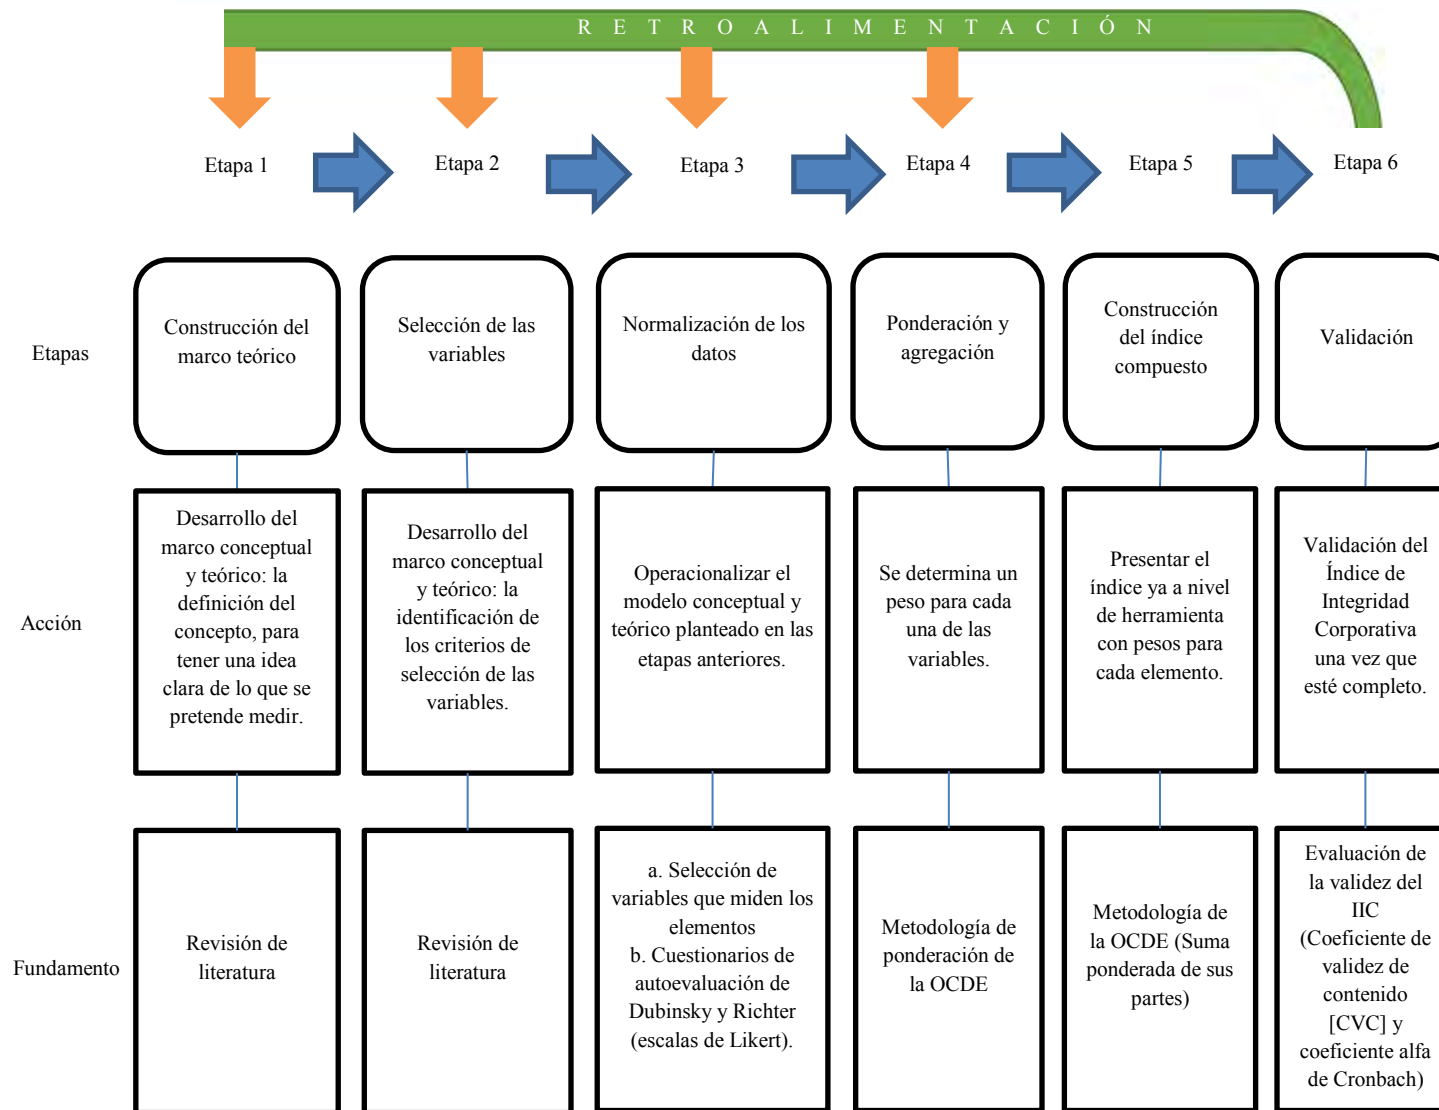 RETROALIMENTACIÓN
Etapa 1
Etapa 2
Etapa 3
Etapa 4
Etapa 5
Etapa 6
Etapas
Construcción del
marco teórico
Selección de las
variables
Normalización de los
datos
Ponderación y
agregación
Construcción
del índice
compuesto
Validación
Acción
Desarrollo del
marco conceptual
y teórico: la
definición del
concepto, para
tener una idea
clara de lo que se
pretende medir.
Desarrollo del
marco conceptual
y teórico: la
identificación de
los criterios de
selección de las
variables.
Operacionalizar el
modelo conceptual y
teórico planteado en las
etapas anteriores.
Se determina un
peso para cada
una de las
variables.
Presentar el
índice ya a nivel
de herramienta
con pesos para
cada elemento.
Validación del
Índice de
Integridad
Corporativa
una vez que
esté completo.
Fundamento
Revisión de
literatura
Revisión de
literatura
a. Selección de
variables que miden los
elementos
b. Cuestionarios de
autoevaluación de
Dubinsky y Richter
(escalas de Likert).
Metodología de
ponderación de
la OCDE
Metodología de
la OCDE (Suma
ponderada de sus
partes)
Evaluación de
la validez del
IIC
(Coeficiente de
validez de
contenido
[CVC] y
coeficiente alfa
de Cronbach)